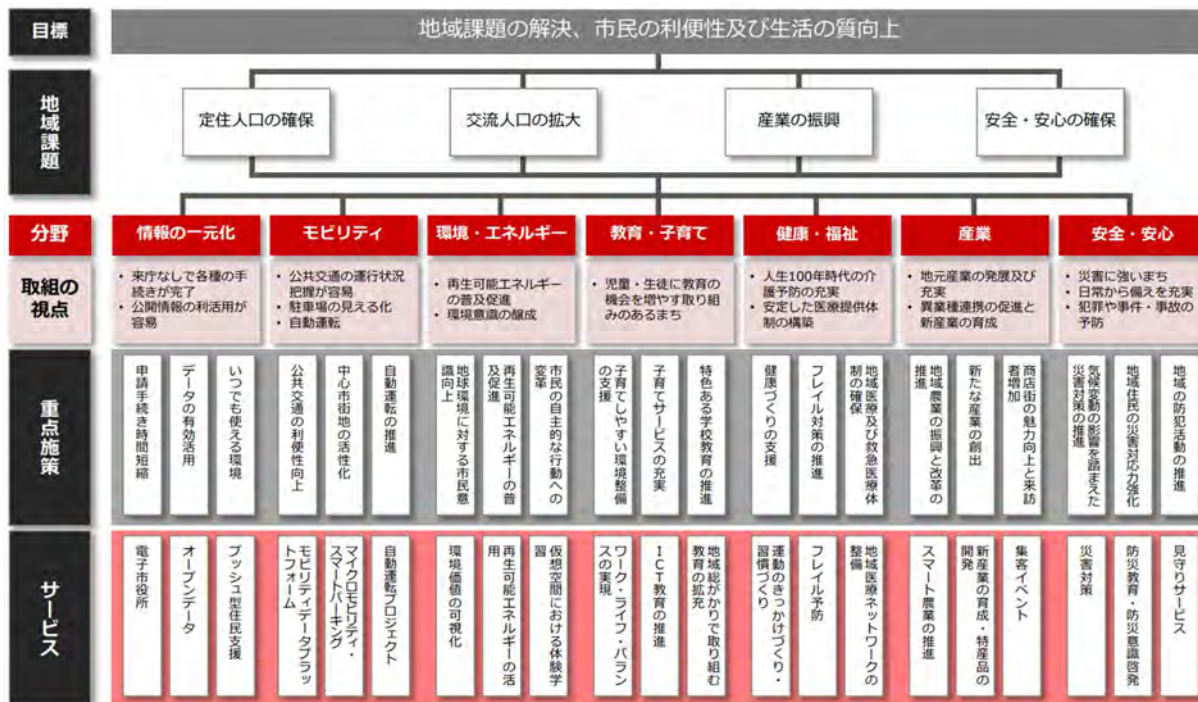 目標
地域課題の解決、市民の利便性及び生活の質向上
地域課題
定住人口の確保
交流人口の拡大
産業の振興
安全・安心の確保
分野
情報の一元化
モビリティ
環境・エネルギー
教育・子育て
健康・福祉
産業
安全・安心
取組の
視点
• 来庁なしで各種の手
続きが完了
• 公開情報の利活用が
容易
• 公共交通の運行状況
把握が容易
• 駐車場の見える化
• 自動運転
• 再生可能エネルギー
の普及促進
• 環境意識の醸成
• 児童・生徒に教育の
機会を増やす取り組
みのあるまち
• 人生100年時代の介
護予防の充実
• 安定した医療提供体
制の構築
• 地元産業の発展及び
充実
• 異業種連携の促進と
新産業の育成
• 災害に強いまち
• 日常から備えを充実
• 犯罪や事件・事故の
予防
重点施策
申請手続き時間短縮
データの有効活用
いつでも使える環境
公共交通の利便性向上
中心市街地の活性化
自動運転の推進
地球環境に対する市民意
識向上
再生可能エネルギーの普
及促進
市民の自主的な行動への
変革
子育てしやすい環境整備
の支援
子育てサービスの充実
特色ある学校教育の推進
健康づくりの支援
フレイル対策の推進
地域医療及び救急医療体
制の確保
地域農業の振興と改革の
推進
新たな産業の創出
商店街の魅力向上と来訪
者増加
気候変動の影響を踏まえた
災害対策の推進
地域住民の災害対応力強化
地域の防犯活動の推進
サービス
電子市役所
オープンデータ
プッシュ型住民支援
モビリティデータプラッ
トフォーム
マイクロモビリティ・
スマートパーキング
自動運転プロジェクト
環境価値の可視化
再生可能エネルギーの活
用
仮想空間における体験学
習
ワーク・ライフ・バラン
スの実現
ICT教育の推進
地域総がかりで取り組む
教育の拡充
運動のきっかけづくり・
習慣づくり
フレイル予防
地域医療ネットワークの
整備
スマート農業の推進
新産業の育成・特産品の
開発
集客イベント
災害対策
防災教育・防災意識啓発
見守りサービス